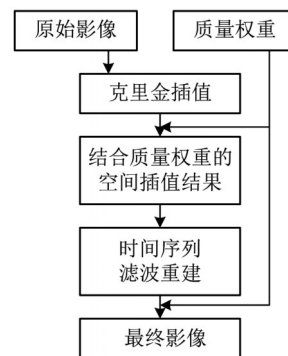 原始影像
质量权重
克里金插值
结合质量权重的
空间插值结果
时间序列
滤波重建
最终影像